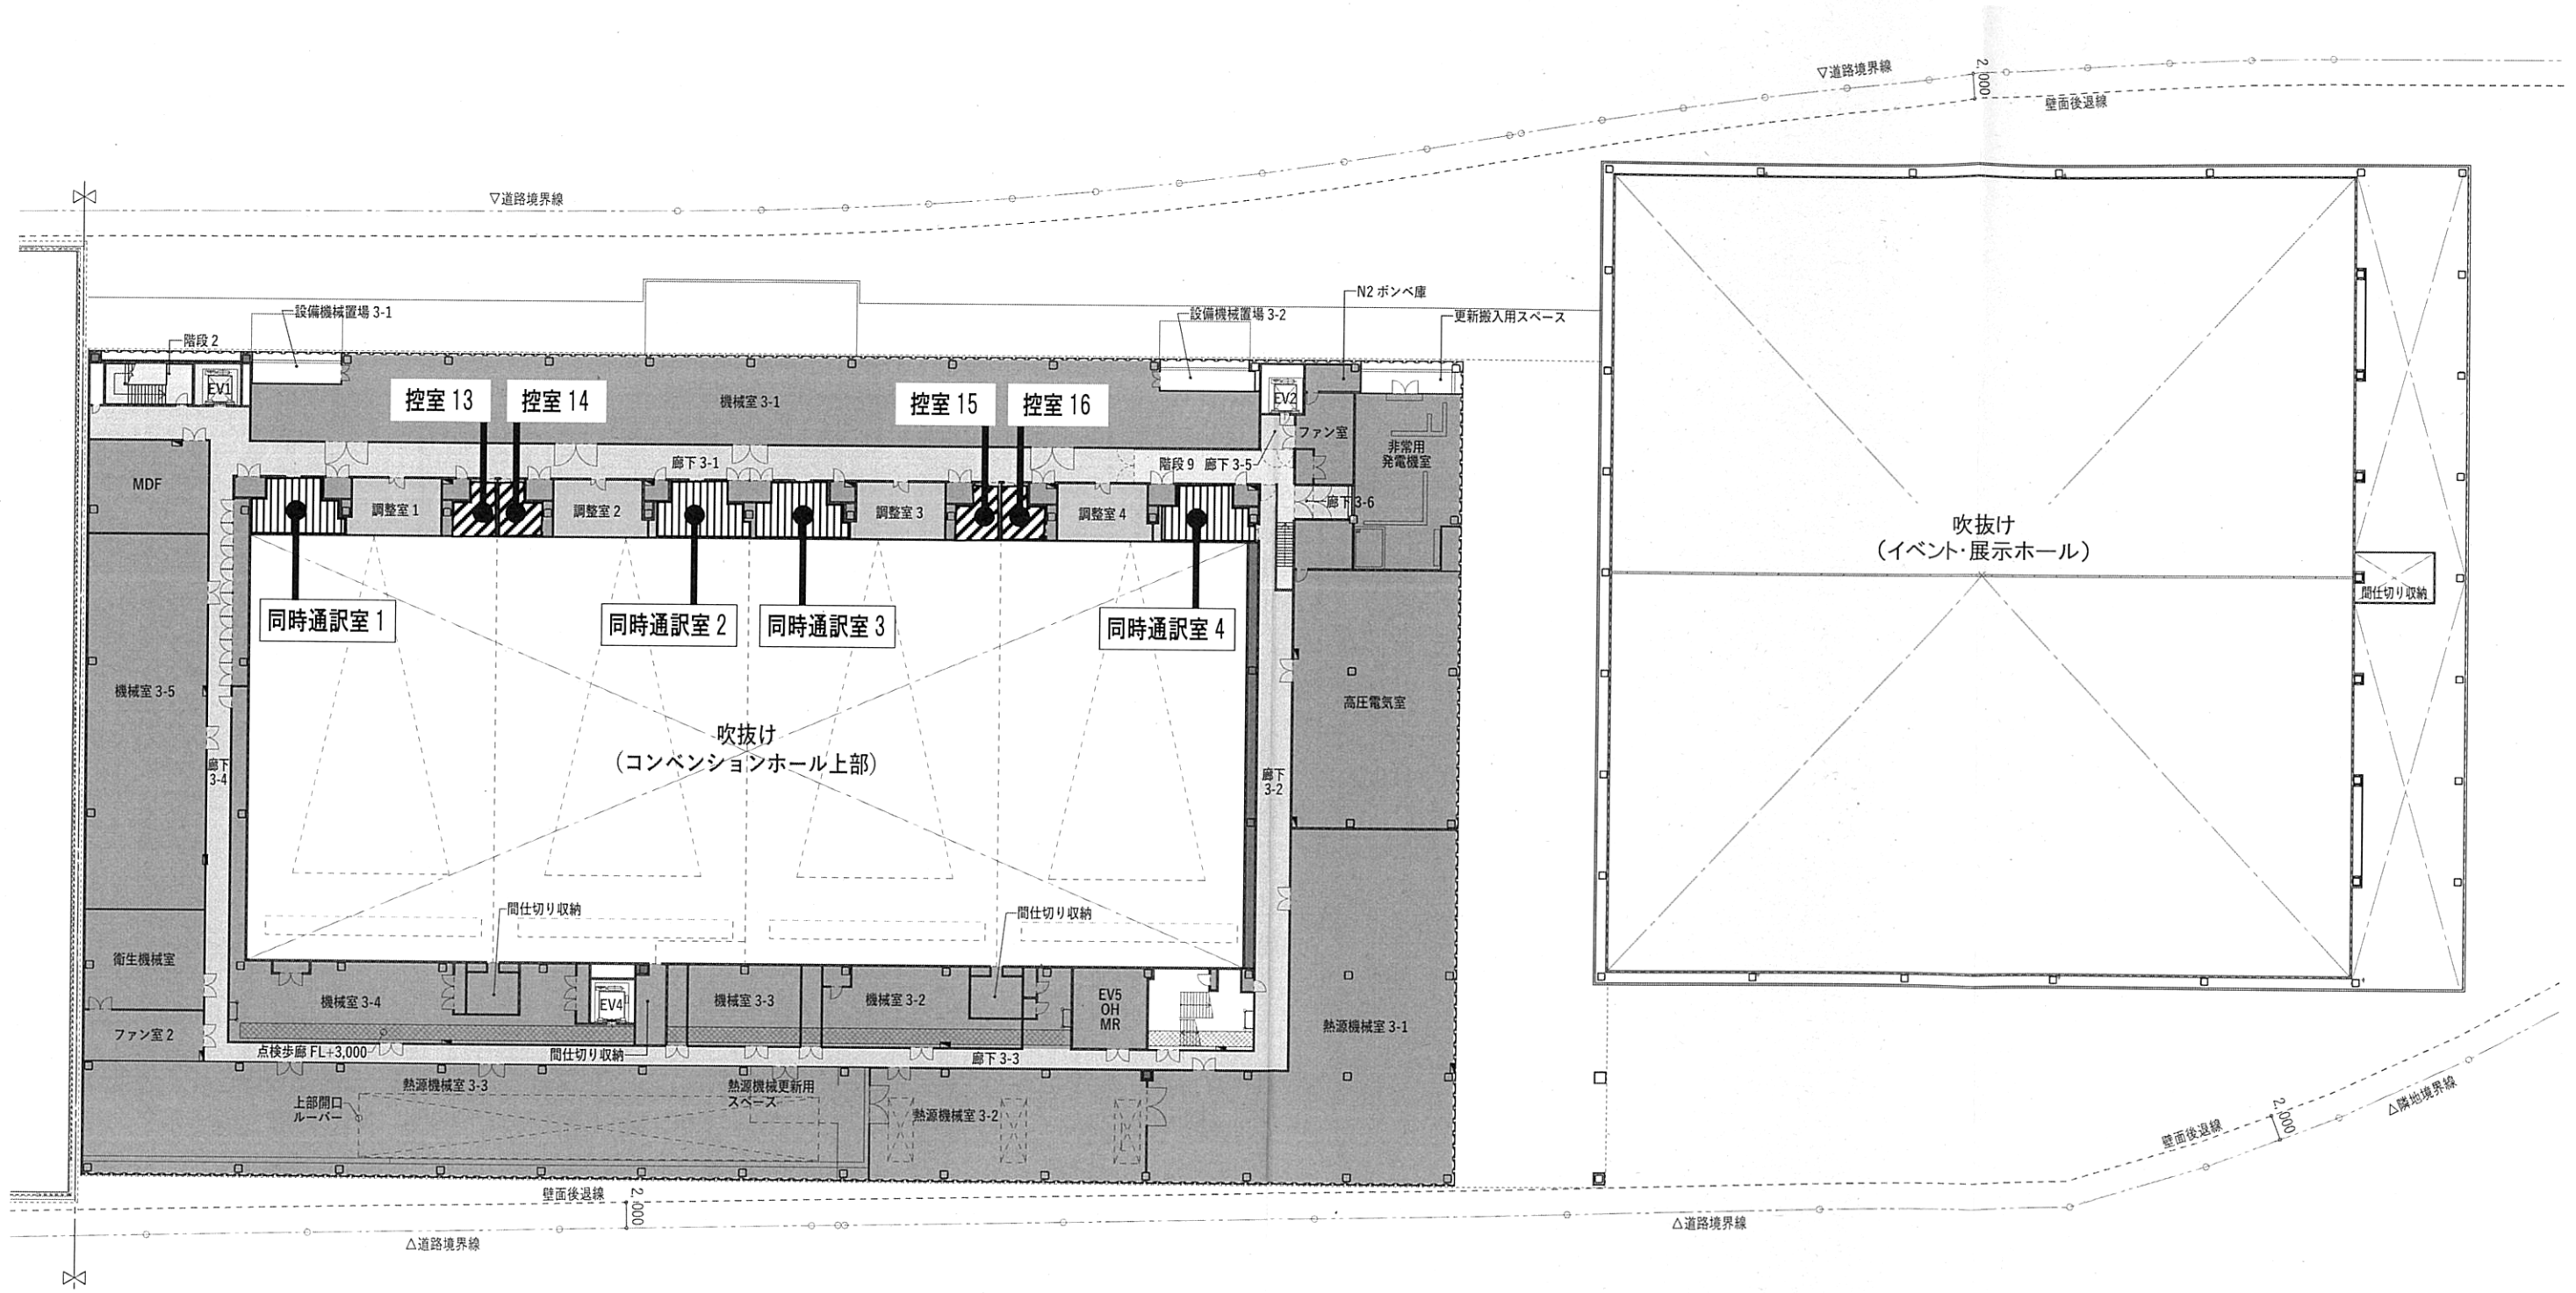 ▽道路境界線
2,000
壁面後退線
▽道路境界線
N2 ボンベ庫
設備機械置場 3-1
設備機械置場 3-2
更新搬入用スペース
階段 2
EV1
控室 13
控室 14
機械室 3-1
控室 15
控室 16
EV2
ファン室
非常用
発電機室
廊下 3-1
階段 9
廊下 3-5
MDF
調整室 1
調整室 2
調整室 3
調整室 4
廊下 3-6
吹抜け
（イベント・展示ホール）
間仕切り収納
同時通訳室 1
同時通訳室 2
同時通訳室 3
同時通訳室 4
機械室 3-5
高圧電気室
吹抜け
（コンベンションホール上部）
廊下
3-4
廊下
3-2
間仕切り収納
間仕切り収納
衛生機械室
機械室 3-4
EV4
機械室 3-3
機械室 3-2
EV5
OH
MR
熱源機械室 3-1
ファン室 2
点検歩廊 FL+3,000
間仕切り収納
廊下 3-3
熱源機械室 3-3
熱源機械更新用
スペース
上部開口
ルーバー
熱源機械室 3-2
△隣地境界線
2,000
壁面後退線
壁面後退線
2,000
△道路境界線
△道路境界線